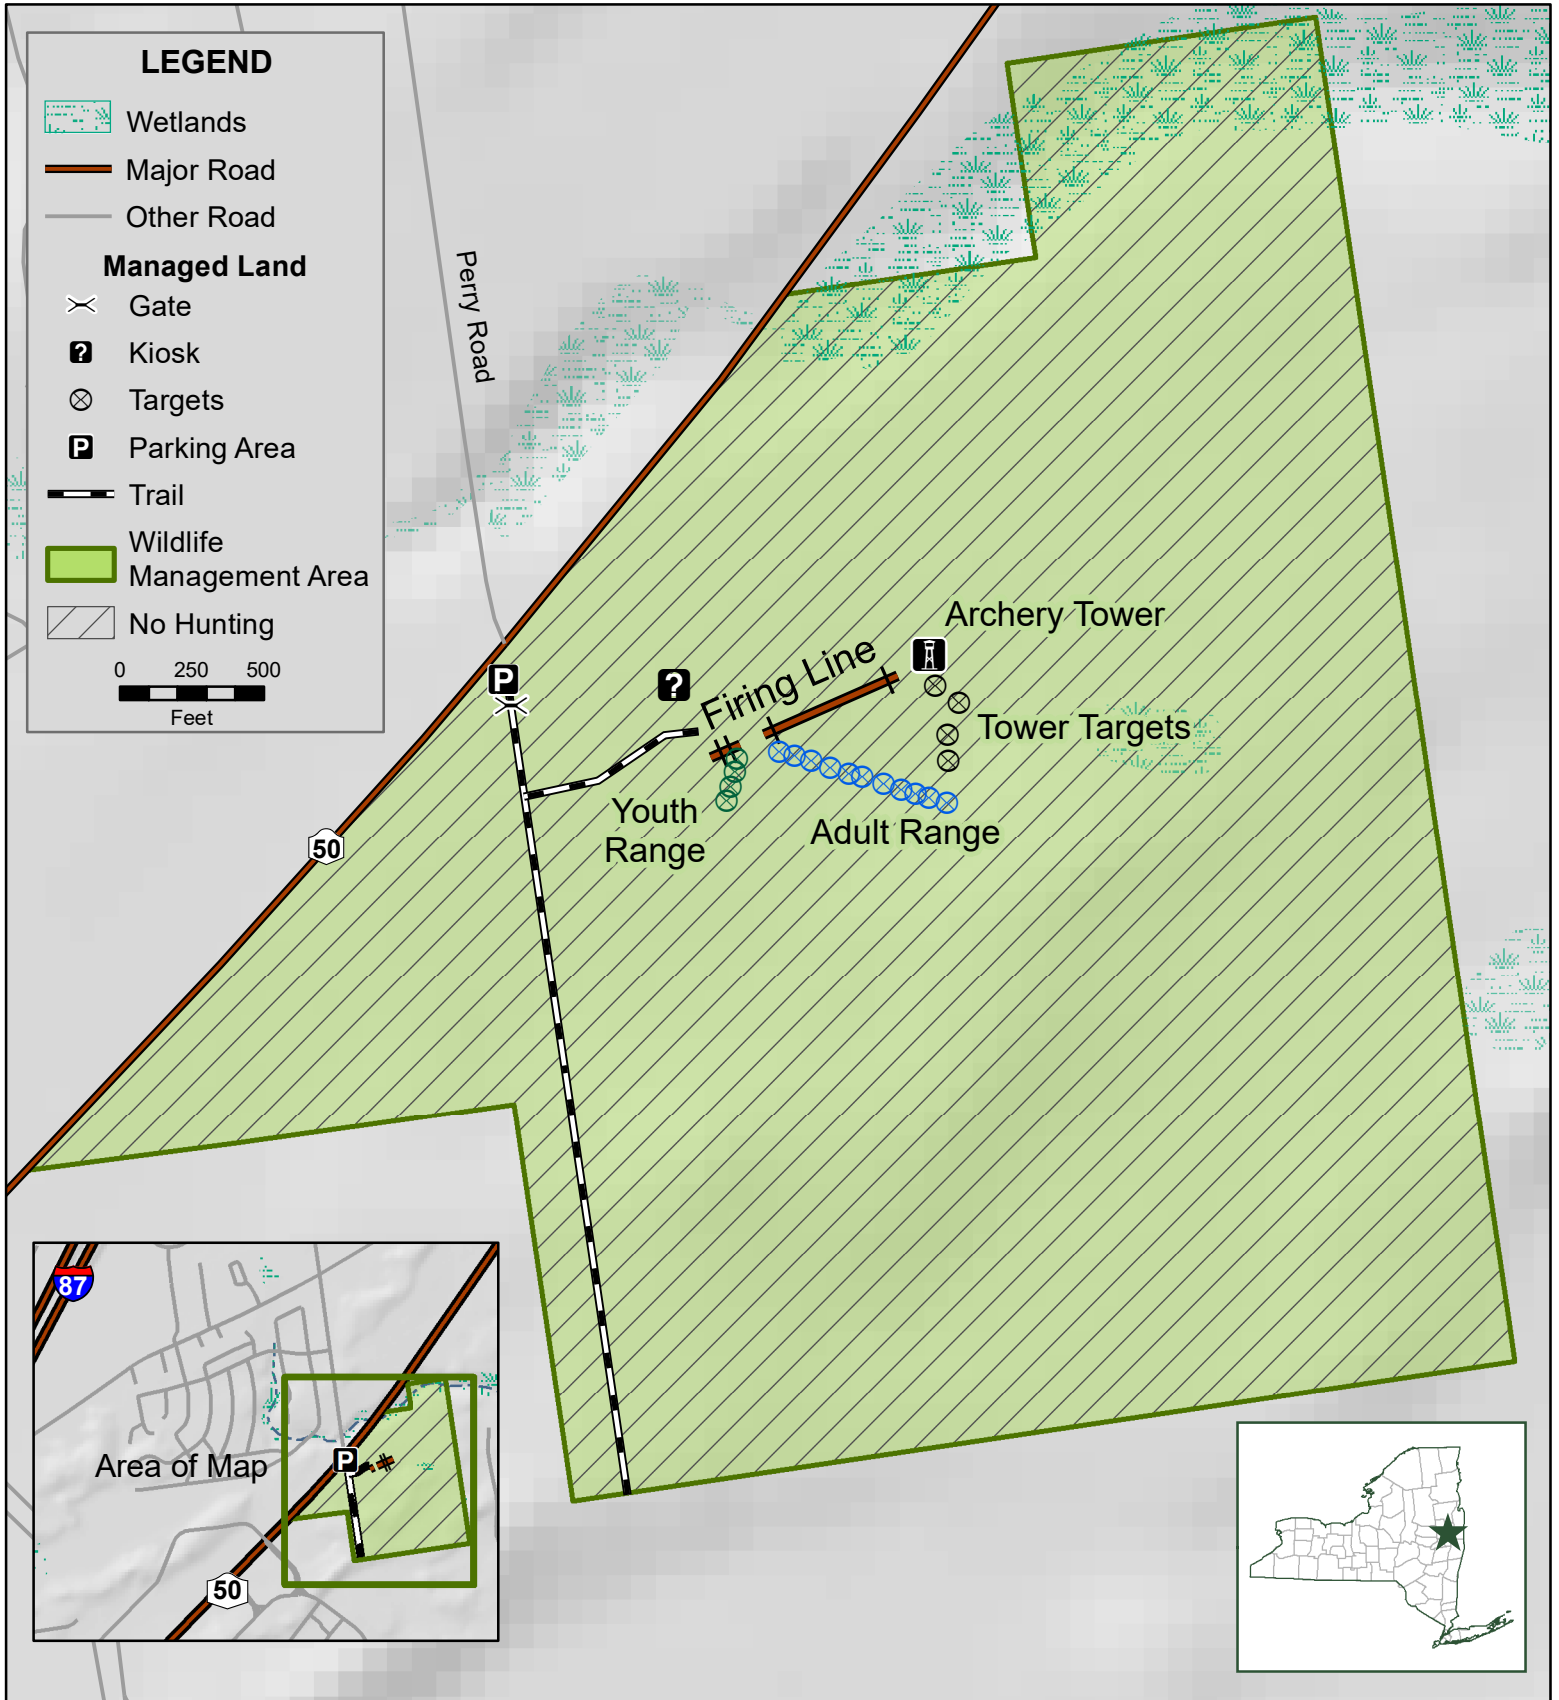 LEGEND
Wetlands
Major Road
Other Road
Managed Land
Gate
?
Kiosk
Targets
P
Parking Area
Trail
Wildlife
Management Area
No Hunting
0 250 500
Feet
Perry Road
Archery Tower
P
?
Firing Line
Tower Targets
Youth
Range
Adult Range
50
87
Area of Map
P
50